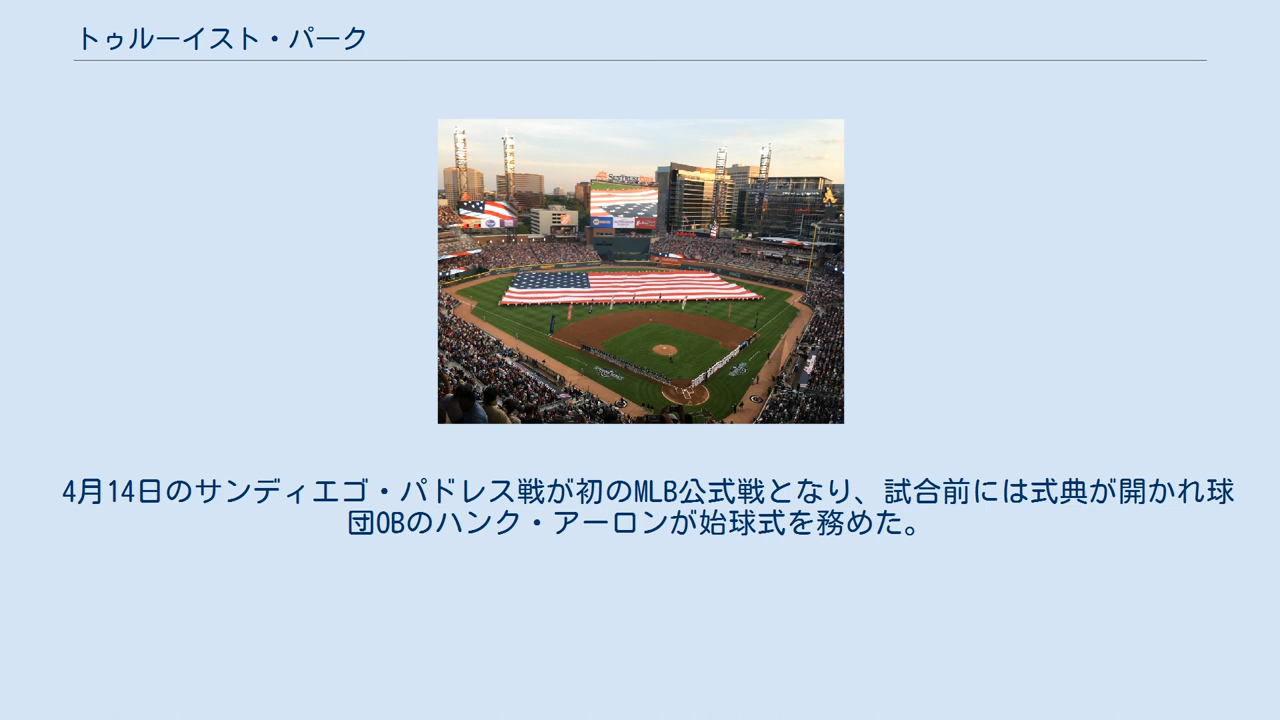 トゥルーイスト・パーク
4月14日のサンディエゴ・パドレス戦が初のMLB公式戦となり、試合前には式典が開かれ球
団OBのハンク・アーロンが始球式を務めた。